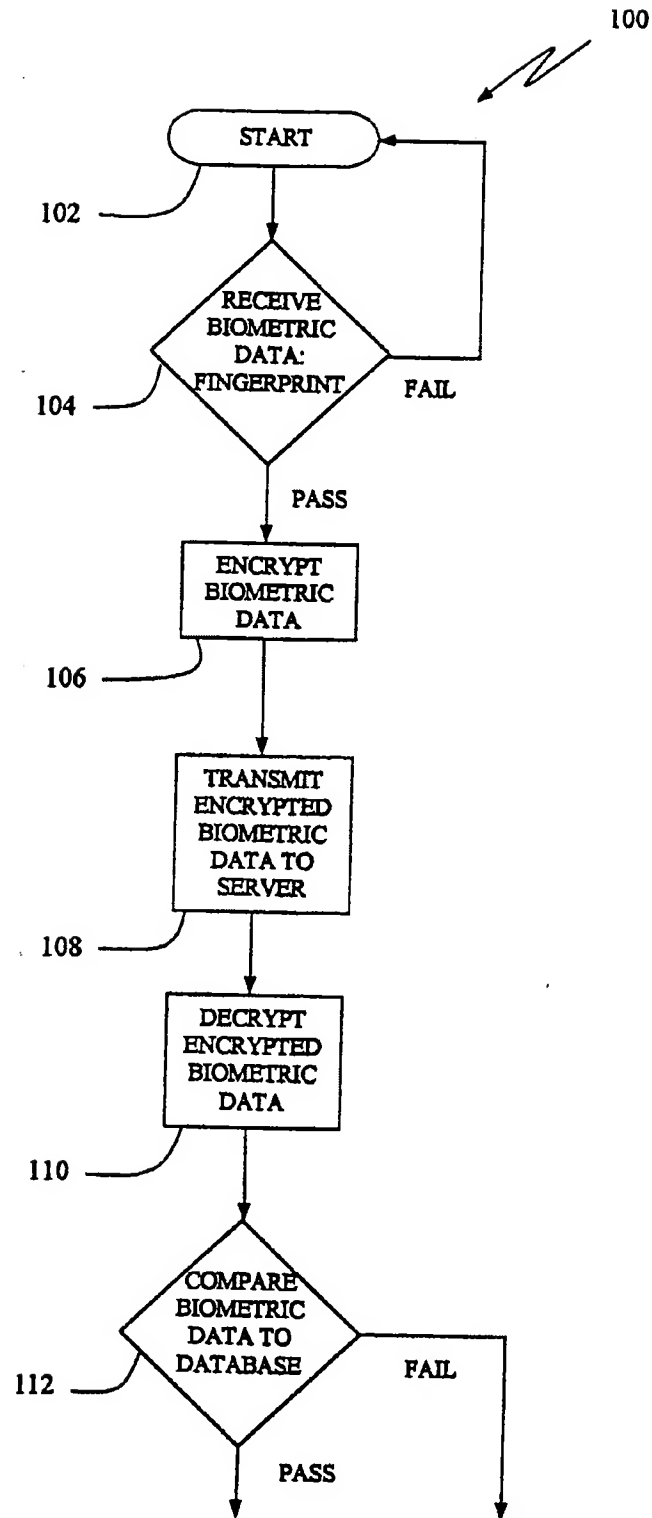 100
START
102
RECEIVE
BIOMETRIC
DATA:
FINGERPRINT
104
FAIL
PASS
ENCRYPT
BIOMETRIC
DATA
106
TRANSMIT
ENCRYPTED
BIOMETRIC
DATA TO
SERVER
108
DECRYPT
ENCRYPTED
BIOMETRIC
DATA
110
COMPARE
BIOMETRIC
DATA TO
DATABASE
112
FAIL
PASS